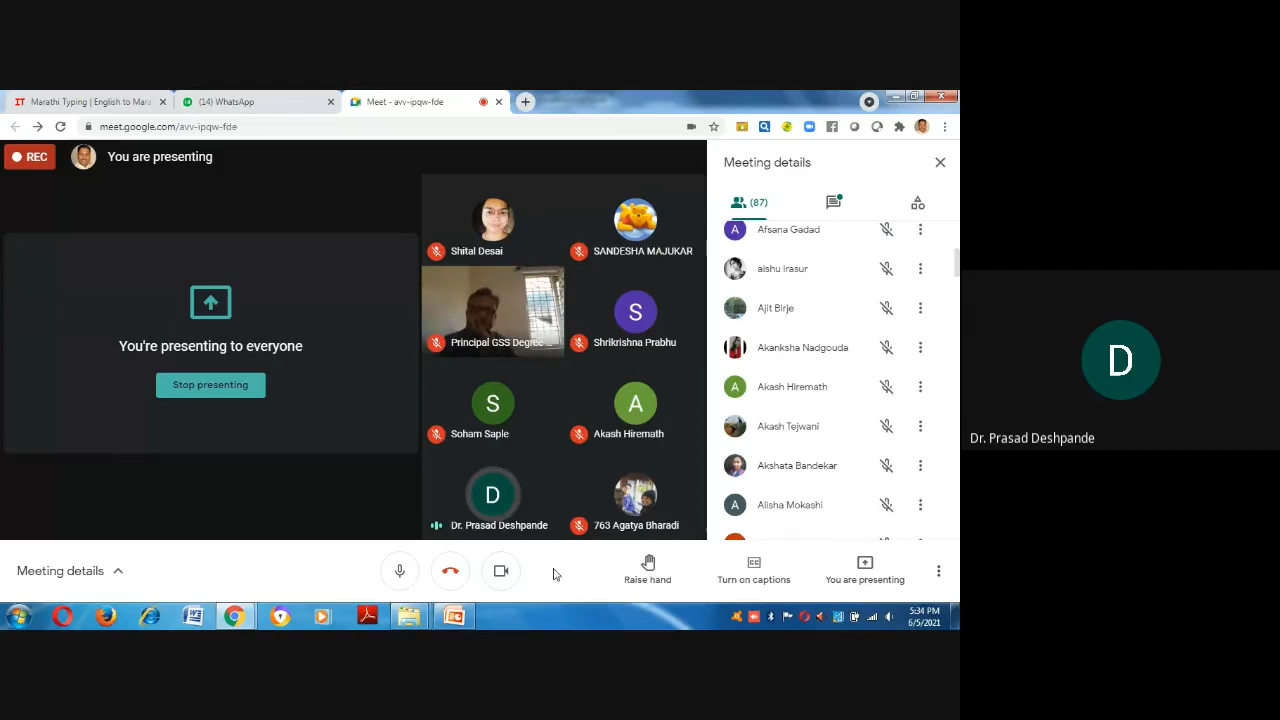 Marathi Typing | English to Mara
(14) WhatsApp
Meet - avv-ipqw-fde
meet.google.com/avv-ipqw-fde
REC
You are presenting
You're presenting to everyone
Stop presenting
Shital Desai
SANDESHA MAJUKAR
Principal GSS Degree ...
S
Shrikrishna Prabhu
S
Soham Saple
A
Akash Hiremath
D
Dr. Prasad Deshpande
763 Agatya Bharadi
Meeting details
(87)
A
Afsana Gadad
aishu irasur
Ajit Birje
Akanksha Nadgouda
A
Akash Hiremath
Akash Tejwani
Akshata Bandekar
A
Alisha Mokashi
Meeting details
Raise hand
Turn on captions
You are presenting
5:34 PM
6/5/2021
D
Dr. Prasad Deshpande